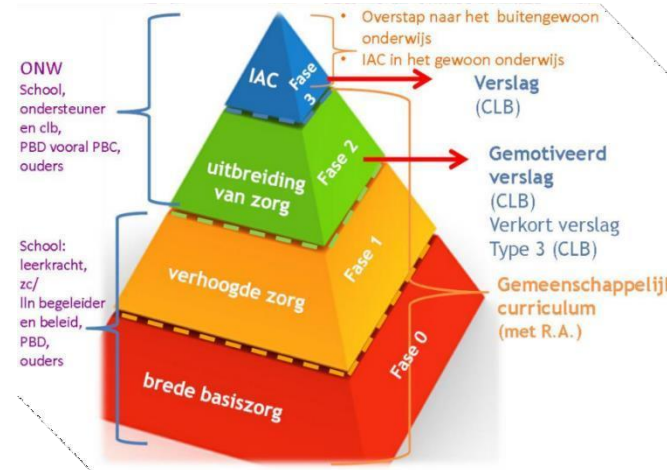 • Overstap naar het buitengewoon
onderwijs
• IAC in het gewoon onderwijs
ONW
School,
ondersteuner
en clb,
PBD vooral PBC,
ouders
IAC
Fase
3
Verslag
(CLB)
uitbreiding
van zorg
Fase 2
Gemotiveerd
verslag
(CLB)
Verkort verslag
Type 3 (CLB)
School:
leerkracht,
zc/
lln begeleider
en beleid,
PBD,
ouders
verhoogde zorg
Fase 1
Gemeenschappelijk
curriculum
(met R.A.)
brede basiszorg
Fase 0